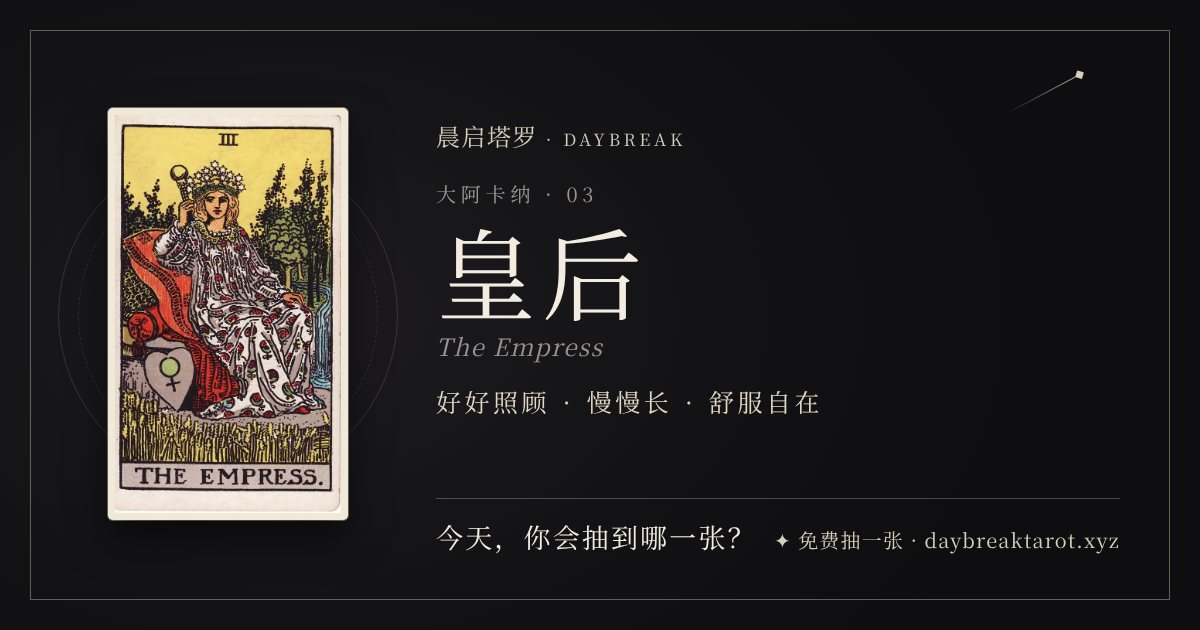 III
THE EMPRESS.
晨启塔罗 · DAYBREAK
大阿卡纳 · 03
皇后
The Empress
好好照顾 · 慢慢长 · 舒服自在
今天，你会抽到哪一张？ ✦ 免费抽一张 · daybreaktarot.xyz